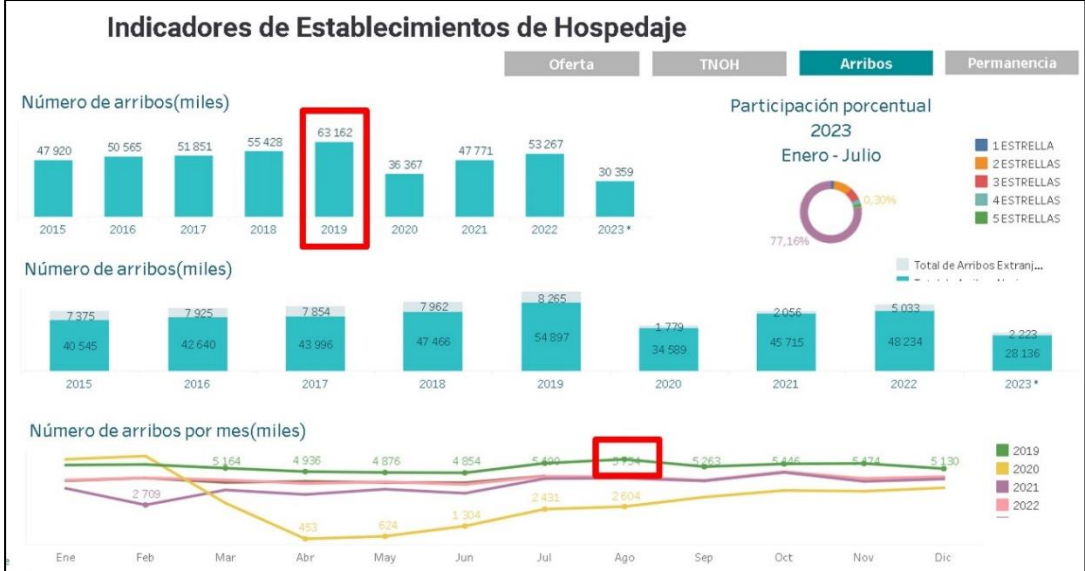 Indicadores de Establecimientos de Hospedaje
Oferta TNOH Arribos Permanencia
Número de arribos(miles)
47 920 50 565 51 851 55 428 63 162 36 367 47 771 53 267 30 359
2015 2016 2017 2018 2019 2020 2021 2022 2023*
Participación porcentual
2023
Enero - Julio
0,30%
77,16%
1 ESTRELLA
2 ESTRELLAS
3 ESTRELLAS
4 ESTRELLAS
5 ESTRELLAS
Número de arribos(miles)
Total de Arribos Extranj...
7 375 7 925 7 854 7 962 8 265 1 779 2 056 5 033 2 223
40 545 42 640 43 996 47 466 54 897 34 589 45 715 48 234 28 136
2015 2016 2017 2018 2019 2020 2021 2022 2023*
Número de arribos por mes(miles)
5 164 4 936 4 876 4 854 5 263 5 446 5 474 5 130
2 709 453 624 1 304 2 431 2 604
Ene Feb Mar Abr May Jun Jul Ago Sep Oct Nov Dic
2019
2020
2021
2022